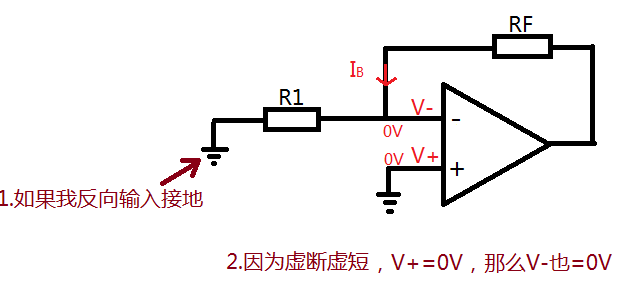 RF
IB
R1
V-
-
0V
0V V+
+
1.如果我反向输入接地
2.因为虚断虚短，V+=0V，那么V-也=0V